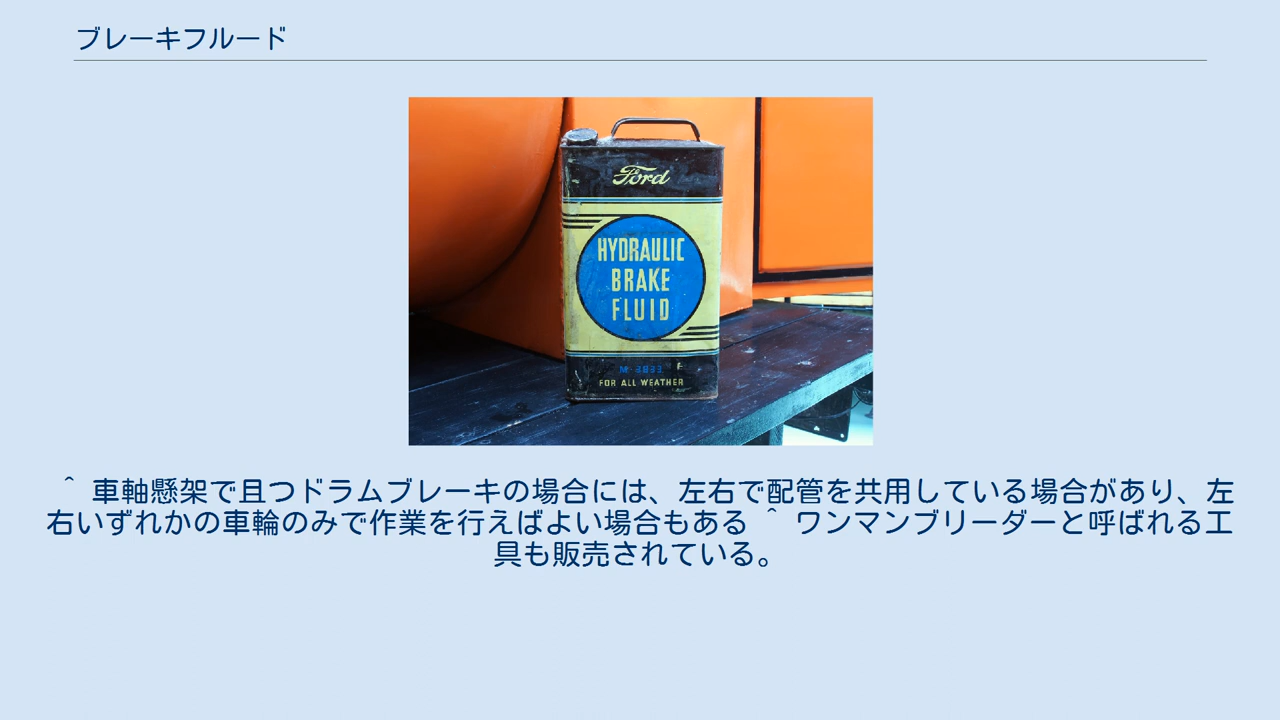 ブレーキフルード
Ford
HYDRAULIC
BRAKE
FLUID
FOR ALL WEATHER
^ 車軸懸架で且つドラムブレーキの場合には、左右で配管を共用している場合があり、左
右いずれかの車輪のみで作業を行えばよい場合もある ^ ワンマンブリーダーと呼ばれる工
具も販売されている。